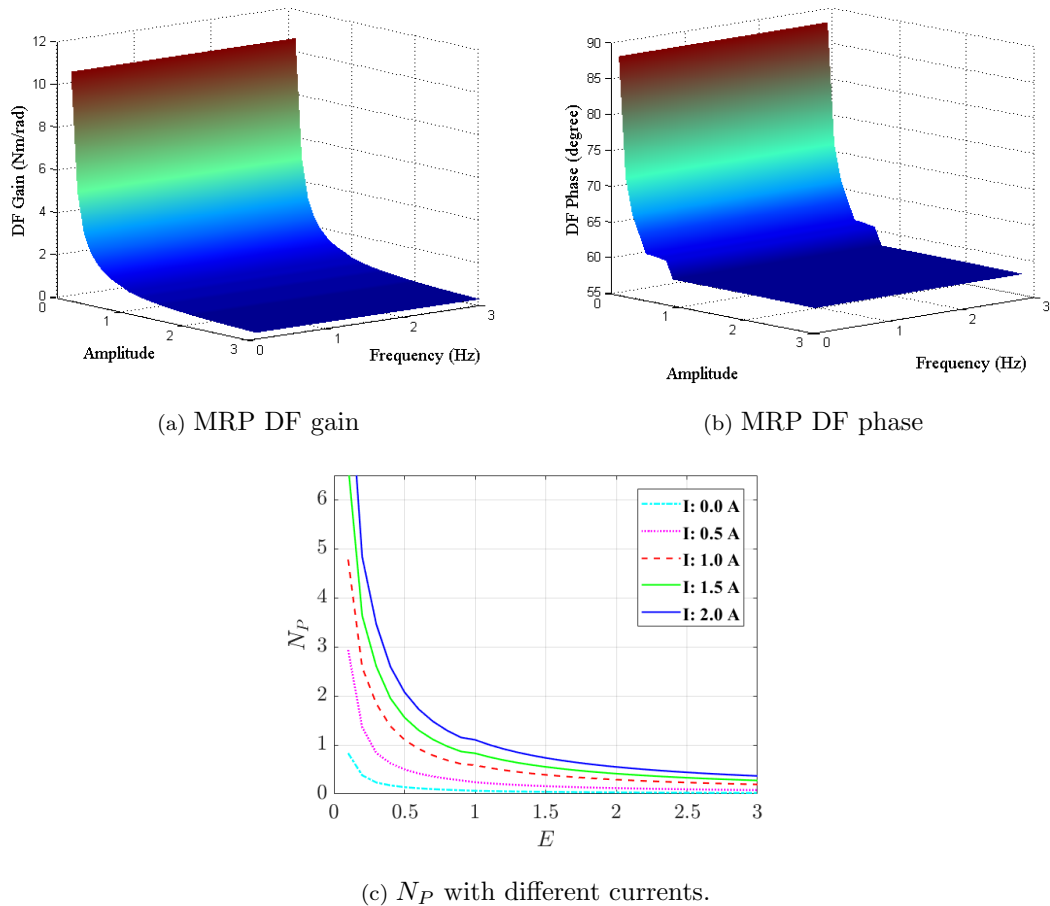 12
10
8
6
4
2
0
DF Gain (Nm/rad)
0
1
2
3
Amplitude
0
1
2
3
Frequency (Hz)
(a) MRP DF gain
90
85
80
75
70
65
60
55
DF Phase (degree)
0
1
2
3
Amplitude
0
1
2
3
Frequency (Hz)
(b) MRP DF phase
6
5
4
3
2
1
0
N_P
0
0.5
1
1.5
2
2.5
3
E
I: 0.0 A
I: 0.5 A
I: 1.0 A
I: 1.5 A
I: 2.0 A
(c) N_P with different currents.